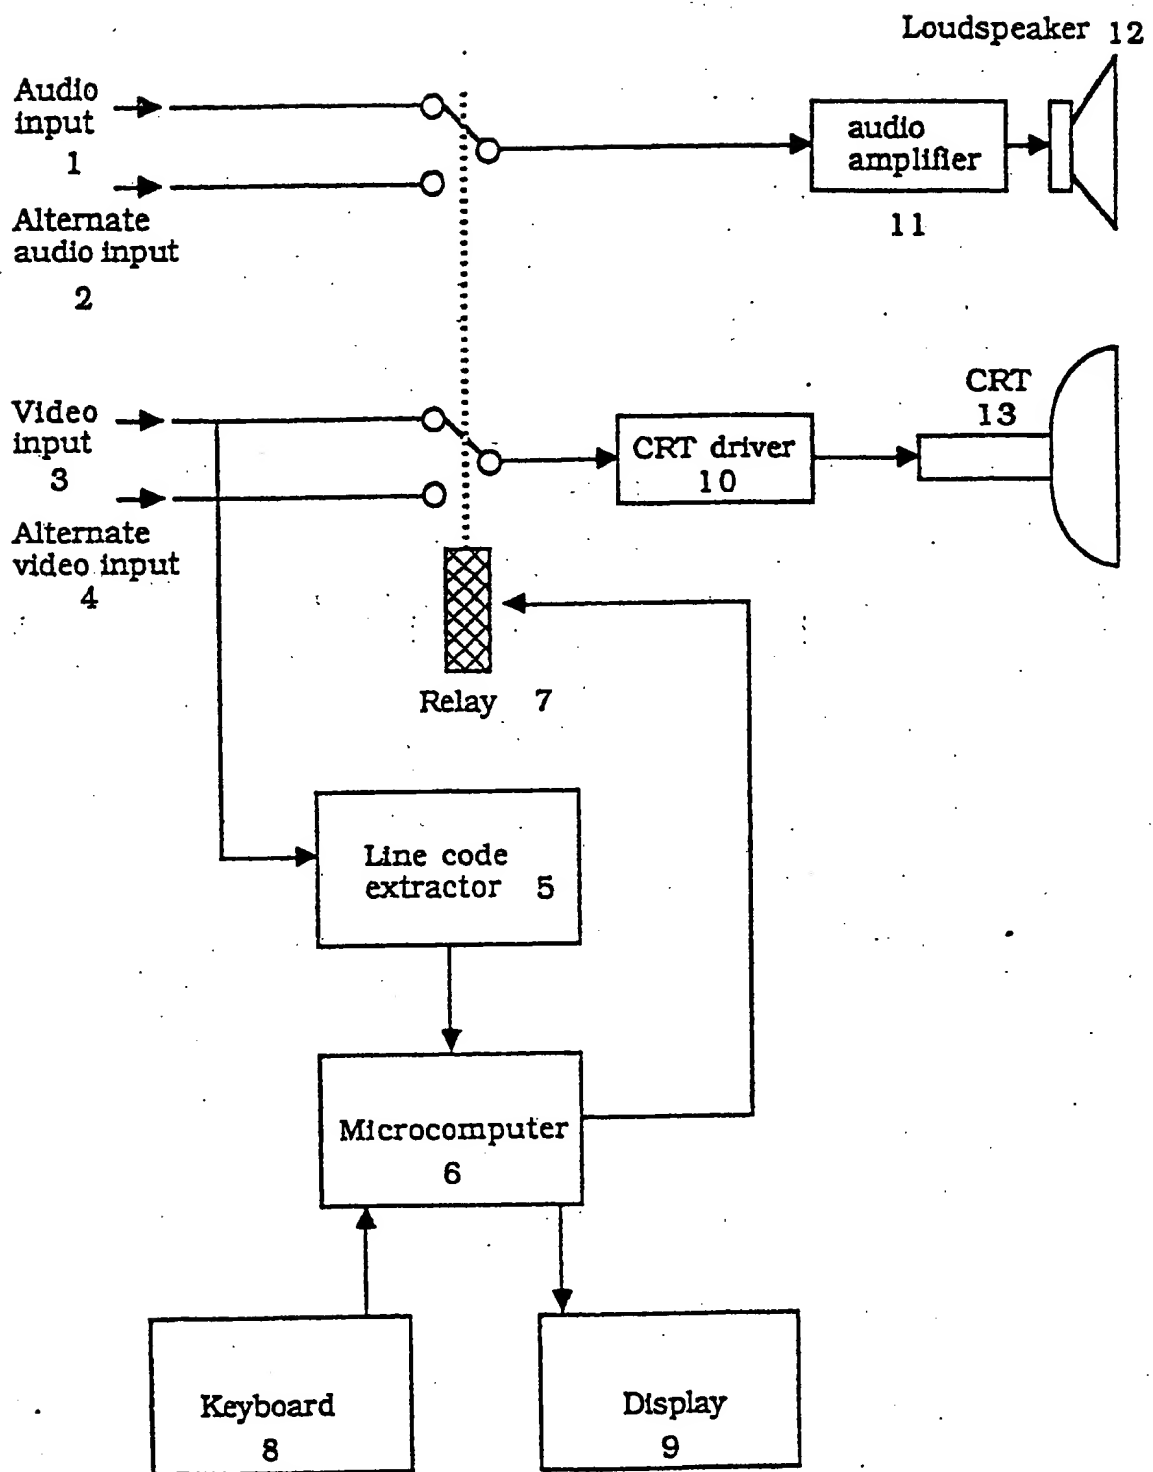 Loudspeaker 12
Audio
input
1
audio
amplifier
11
Alternate
audio input
2
CRT
13
Video
input
3
CRT driver
10
Alternate
video input
4
Relay 7
Line code
extractor 5
Microcomputer
6
Keyboard
8
Display
9